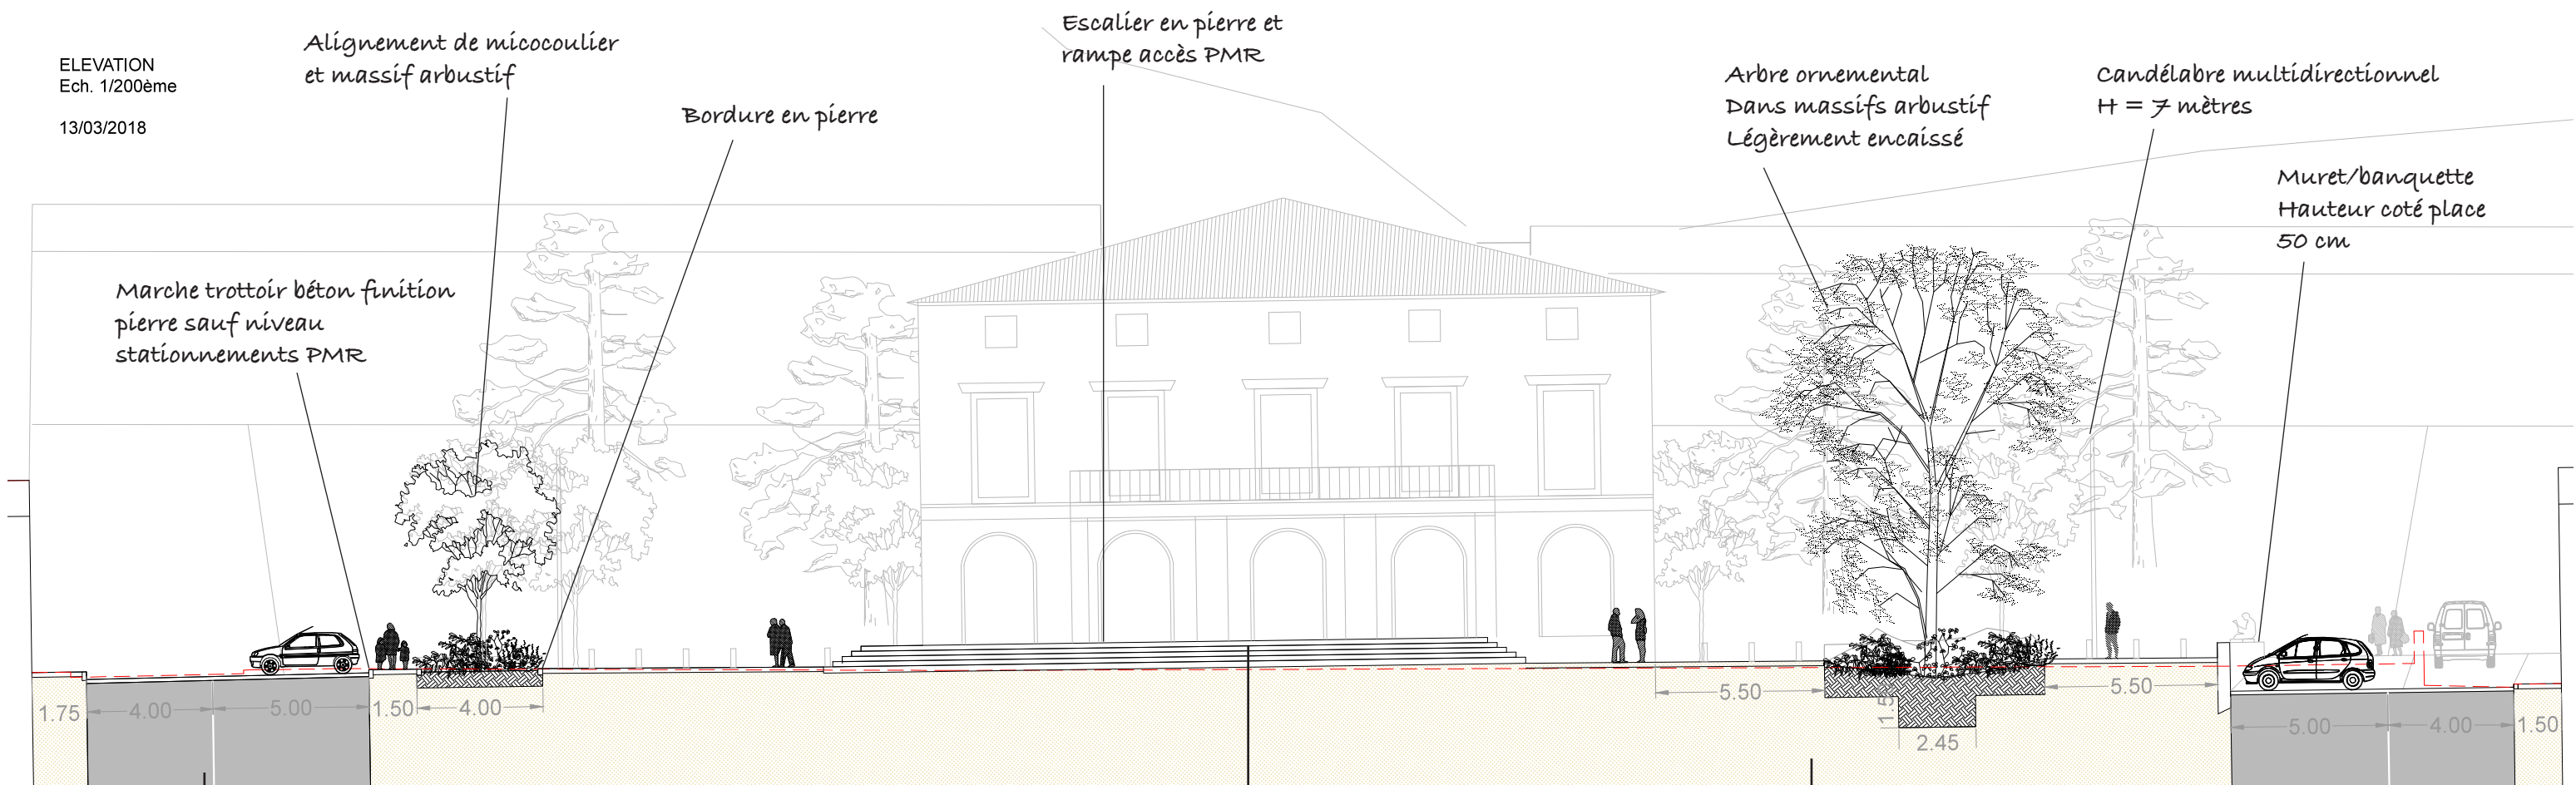 ELEVATION
Ech. 1/200ème
13/03/2018
Alignement de micocoulier
et massif arbustif
Bordure en pierre
Escalier en pierre et
rampe accès PMR
Arbre ornemental
Dans massifs arbustif
Légèrement encaissé
Candélabre multidirectionnel
H = 7 mètres
Muret/banquette
Hauteur coté place
50 cm
Marche trottoir béton finition
pierre sauf niveau
stationnements PMR
1.75
4.00
5.00
1.50
4.00
5.50
2.45
5.50
5.00
4.00
1.50